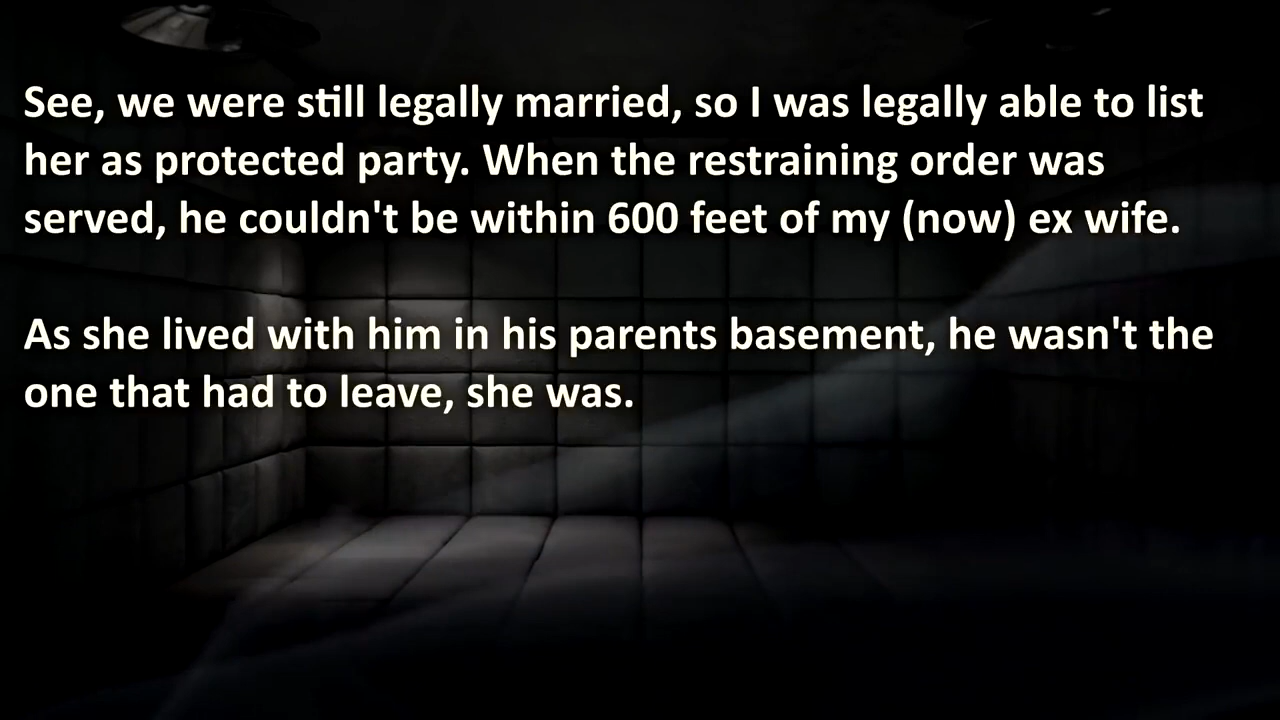 See, we were still legally married, so I was legally able to list
her as protected party. When the restraining order was
served, he couldn't be within 600 feet of my (now) ex wife.
As she lived with him in his parents basement, he wasn't the
one that had to leave, she was.